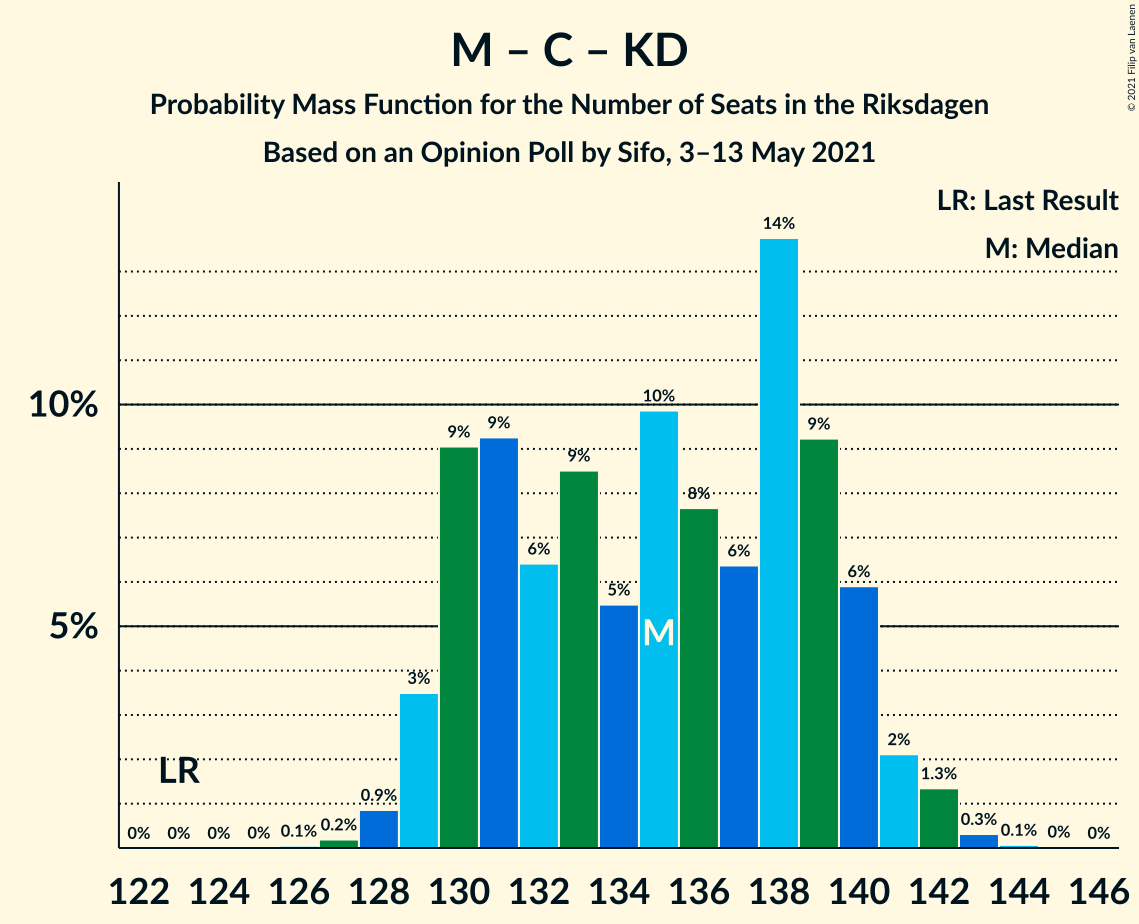 M – C – KD
Probability Mass Function for the Number of Seats in the Riksdagen
Based on an Opinion Poll by Sifo, 3–13 May 2021
© 2021 Filip van Laenen
LR: Last Result
M: Median
10%
5%
LR
M
0% 0% 0% 0% 0.1% 0.2% 0.9% 3% 9% 9% 6% 9% 5% 10% 8% 6% 14% 9% 6% 2% 1.3% 0.3% 0.1% 0% 0%
122 124 126 128 130 132 134 136 138 140 142 144 146